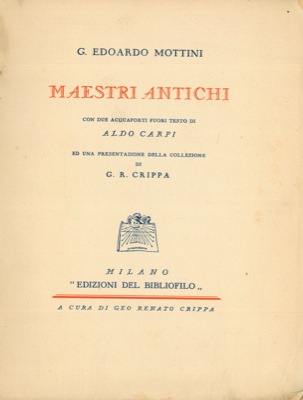 G. EDOARDO MOTTINI
MAESTRI ANTICHI
CON DUE ACQUAFORTI FUORI TESTO DI
ALDO CARPI
ED UNA PRESENTAZIONE DELLA COLLEZIONE
DI
G. R. CRIPPA
MILANO
"EDIZIONI DEL BIBLIOFILO„
A CURA DI GEO RENATO CRIPPA